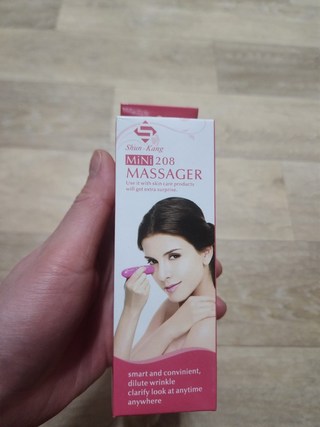 Shun-Kang
MiNi 208
MASSAGER
Use it with skin care products
will get extra surprise.
smart and convinient,
dilute wrinkle
clarify look at anytime
anywhere